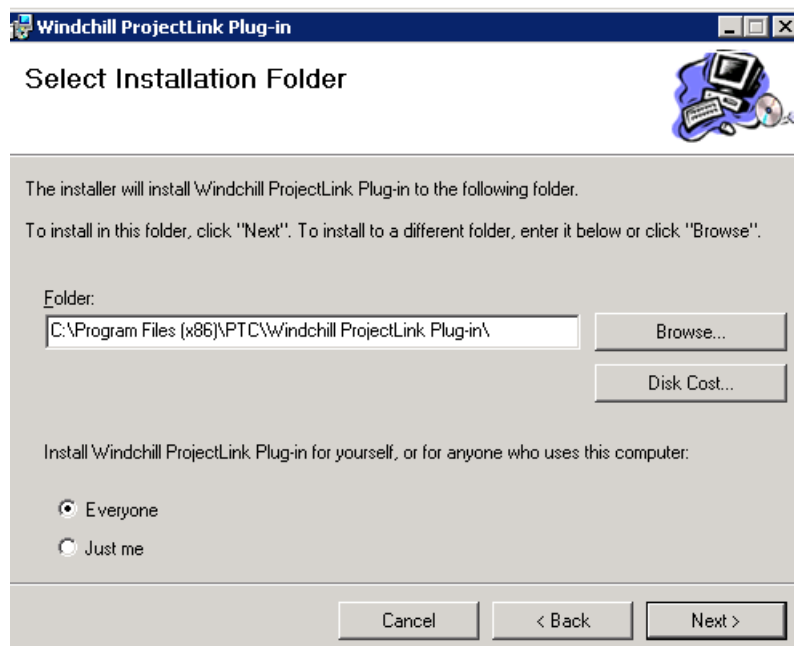 Windchill ProjectLink Plug-in
Select Installation Folder
The installer will install Windchill ProjectLink Plug-in to the following folder.
To install in this folder, click "Next". To install to a different folder, enter it below or click "Browse".
Folder:
C:\Program Files (x86)\PTC\Windchill ProjectLink Plug-in\
Browse...
Disk Cost...
Install Windchill ProjectLink Plug-in for yourself, or for anyone who uses this computer:
Everyone
Just me
Cancel
< Back
Next >